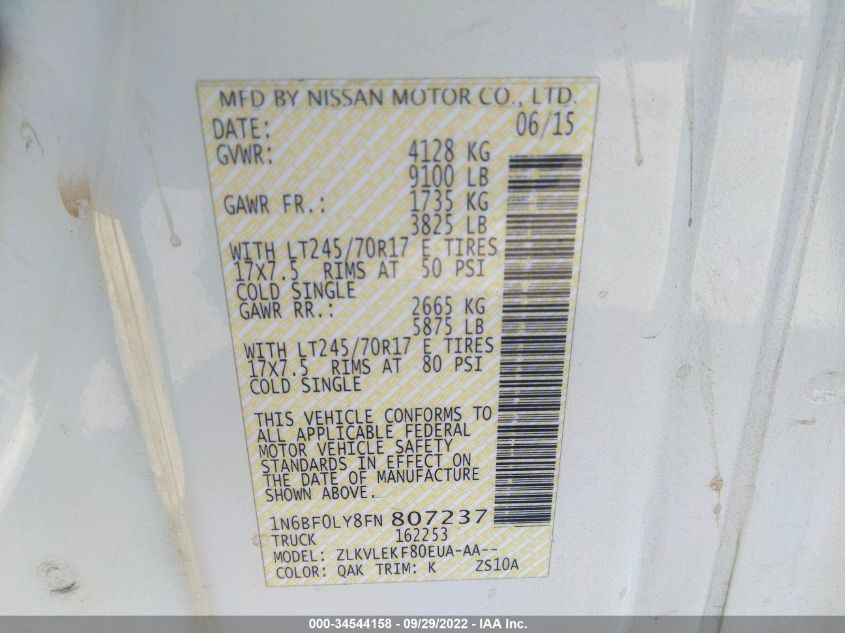 MFD BY NISSAN MOTOR CO., LTD.
DATE: 06/15
GVWR: 4128 KG
9100 LB
GAWR FR.: 1735 KG
3825 LB
WITH LT245/70R17 E TIRES
17X7.5 RIMS AT 50 PSI
COLD SINGLE
GAWR RR.: 2665 KG
5875 LB
WITH LT245/70R17 E TIRES
17X7.5 RIMS AT 80 PSI
COLD SINGLE
THIS VEHICLE CONFORMS TO
ALL APPLICABLE FEDERAL
MOTOR VEHICLE SAFETY
STANDARDS IN EFFECT ON
THE DATE OF MANUFACTURE
SHOWN ABOVE.
1N6BF0LY8FN 807237
TRUCK 162253
MODEL: ZLKVLEKF80EUA-AA--
COLOR: QAK TRIM: K ZS10A
000-34544158 - 09/29/2022 - IAA Inc.